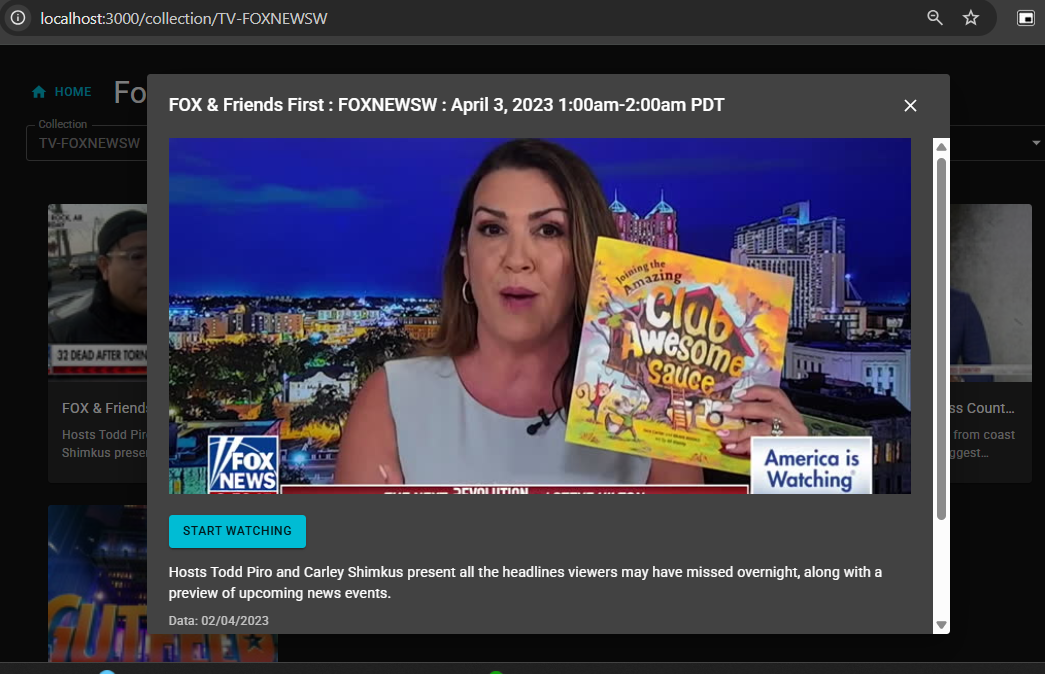 localhost:3000/collection/TV-FOXNEWSW
HOME
Fo
Collection
TV-FOXNEWSW
FOX & Friends First : FOXNEWSW : April 3, 2023 1:00am-2:00am PDT
ROCK, AR
32 DEAD AFTER TORN
FOX & Friends
Hosts Todd Piro
Shimkus prese
ss Count...
from coast
ggest...
GUTFELD
Joining the
Amazing
Club
Awesome
Sauce
FOX
NEWS
America is
Watching
START WATCHING
Hosts Todd Piro and Carley Shimkus present all the headlines viewers may have missed overnight, along with a
preview of upcoming news events.
Data: 02/04/2023